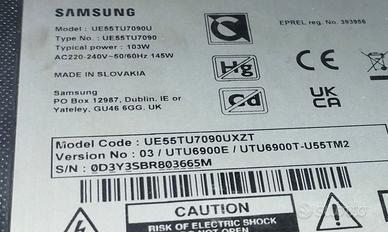 SAMSUNG
Model : UE55TU7090U
Type No : UE55TU7090
Typical power : 103W
AC220-240V~50/60Hz 145W
MADE IN SLOVAKIA
Samsung
PO Box 12987, Dublin. IE or
Yateley, GU46 6GG. UK
EPREL reg. No. 393956
Hg
Cd
CE
UK
CA
Model Code : UE55TU7090UXZT
Version No : 03 / UTU6900E / UTU6900T-U55TM2
S/N : 0D3Y3SBR803665M
CAUTION
RISK OF ELECTRIC SHOCK